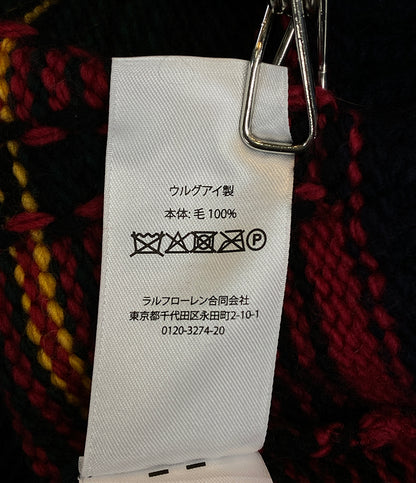 ウルグアイ製
本体: 毛 100%
P
ラルフローレン合同会社
東京都千代田区永田町2-10-1
0120-3274-20